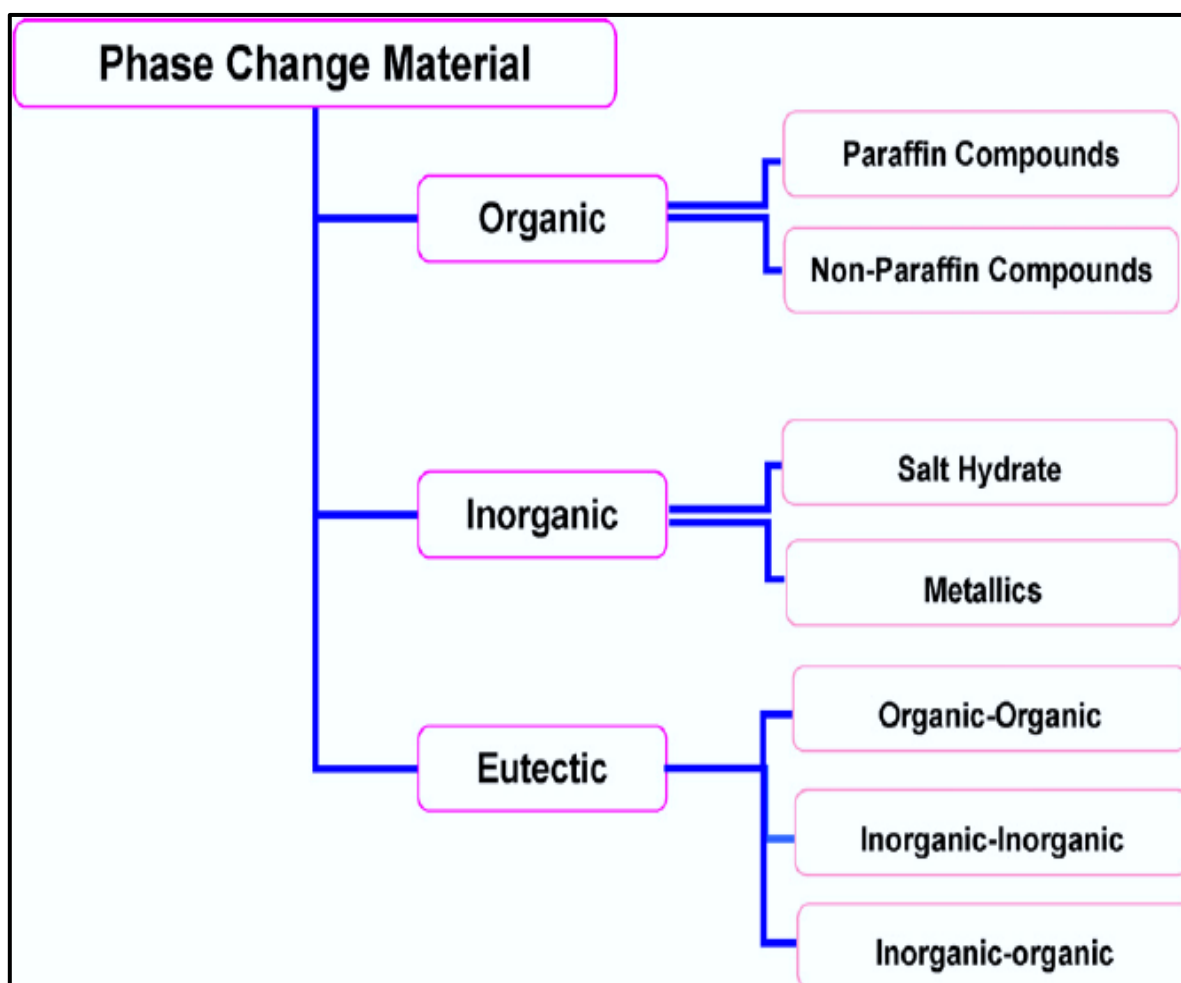 Phase Change Material
Organic
Paraffin Compounds
Non-Paraffin Compounds
Inorganic
Salt Hydrate
Metallics
Eutectic
Organic-Organic
Inorganic-Inorganic
Inorganic-organic